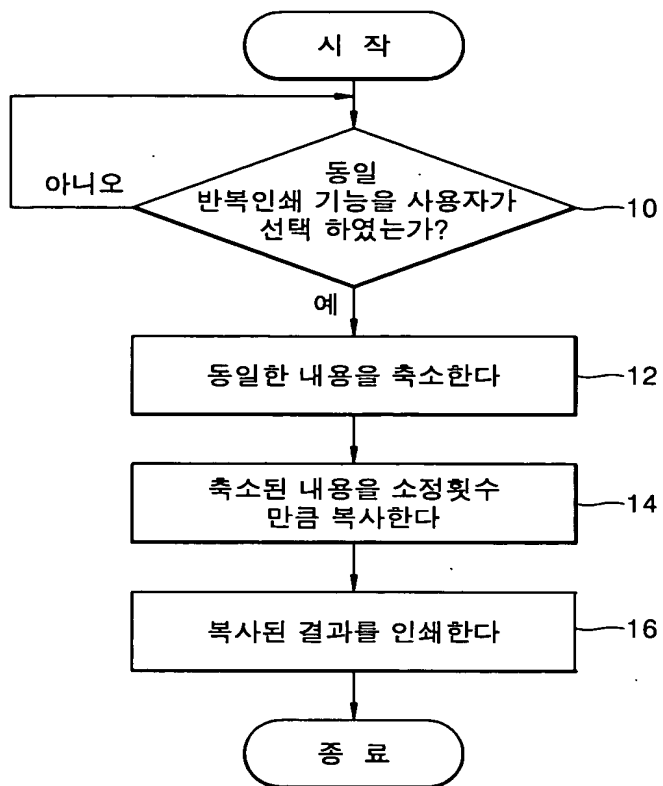 시 작
아니오
동일
반복인쇄 기능을 사용자가
선택 하였는가?
10
예
동일한 내용을 축소한다
12
축소된 내용을 소정횟수
만큼 복사한다
14
복사된 결과를 인쇄한다
16
종 료